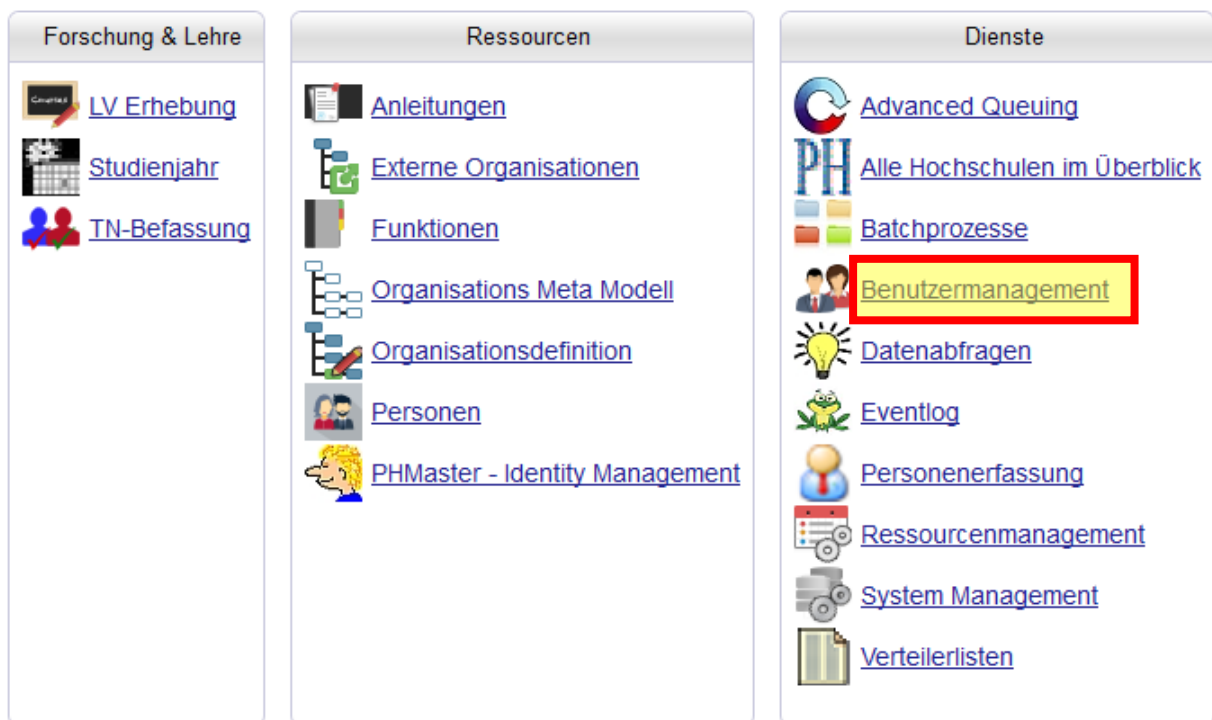 Forschung & Lehre
LV Erhebung
Studienjahr
TN-Befassung
Ressourcen
Anleitungen
Externe Organisationen
Funktionen
Organisations Meta Modell
Organisationsdefinition
Personen
PHMaster - Identity Management
Dienste
Advanced Queuing
PH Alle Hochschulen im Überblick
Batchprozesse
Benutzermanagement
Datenabfragen
Eventlog
Personenerfassung
Ressourcenmanagement
System Management
Verteilerlisten